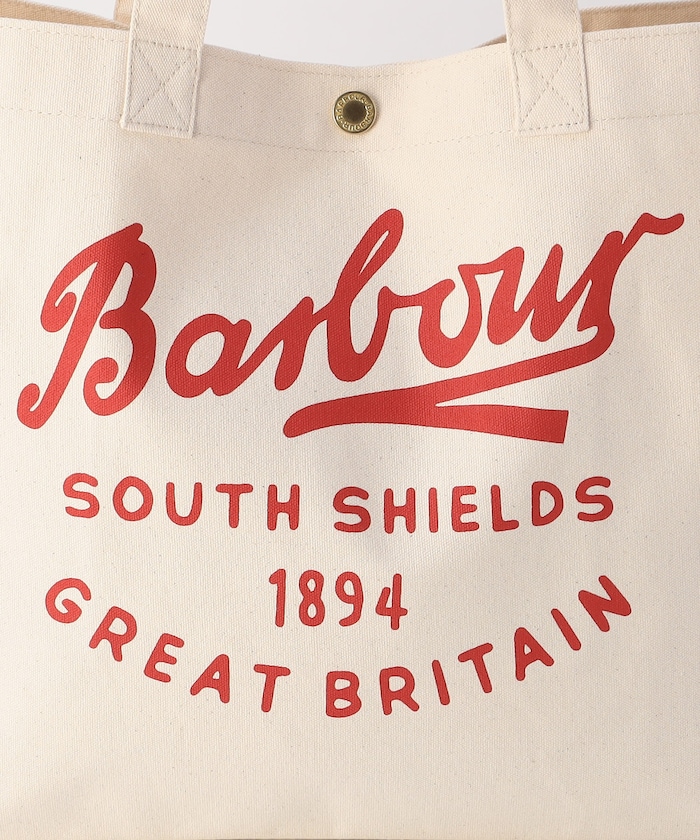 Barbour
SOUTH SHIELDS
1894
GREAT BRITAIN